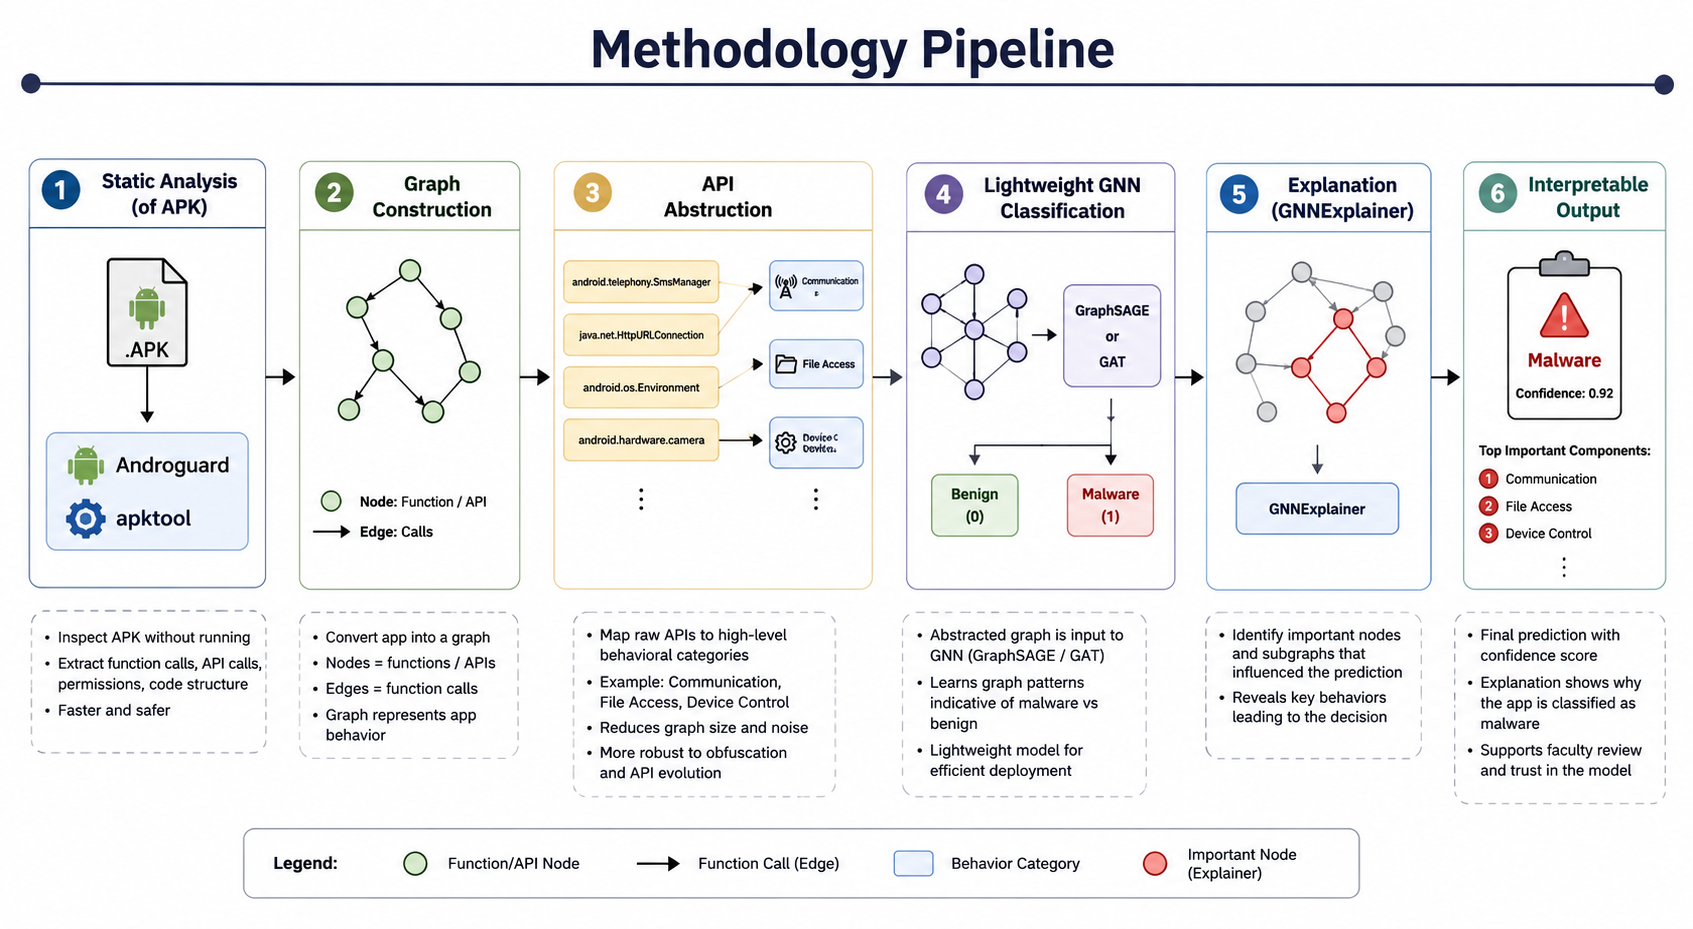 Methodology Pipeline
1
Static Analysis
(of APK)
.APK
Androguard
apktool
• Inspect APK without running
• Extract function calls, API calls,
permissions, code structure
• Faster and safer
2
Graph
Construction
Node: Function / API
Edge: Calls
• Convert app into a graph
• Nodes = functions / APIs
• Edges = function calls
• Graph represents app
behavior
3
API
Abstruction
android.telephony.SmsManager
java.net.HttpURLConnection
android.os.Environment
android.hardware.camera
Communication
File Access
Device
• Map raw APIs to high-level
behavioral categories
• Example: Communication,
File Access, Device Control
• Reduces graph size and noise
• More robust to obfuscation
and API evolution
4
Lightweight GNN
Classification
GraphSAGE
or
GAT
Benign
(0)
Malware
(1)
• Abstracted graph is input to
GNN (GraphSAGE / GAT)
• Learns graph patterns
indicative of malware vs
benign
• Lightweight model for
efficient deployment
5
Explanation
(GNNExplainer)
GNNExplainer
• Identify important nodes
and subgraphs that
influenced the prediction
• Reveals key behaviors
leading to the decision
6
Interpretable
Output
Malware
Confidence: 0.92
Top Important Components:
1 Communication
2 File Access
3 Device Control
• Final prediction with
confidence score
• Explanation shows why
the app is classified as
malware
• Supports faculty review
and trust in the model
Legend:
Function/API Node
Function Call (Edge)
Behavior Category
Important Node
(Explainer)